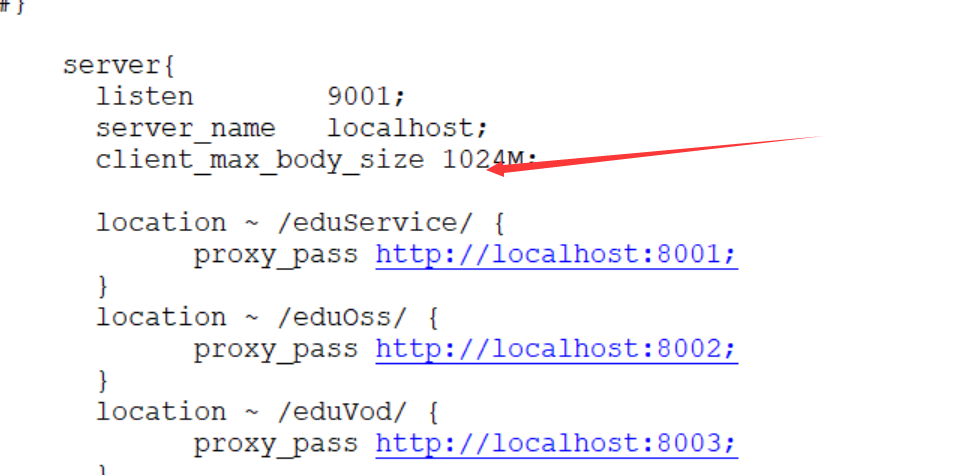 #}
server{
listen 9001;
server_name localhost;
client_max_body_size 1024M;
location ~ /eduService/ {
proxy_pass http://localhost:8001;
}
location ~ /eduOss/ {
proxy_pass http://localhost:8002;
}
location ~ /eduVod/ {
proxy_pass http://localhost:8003;
}